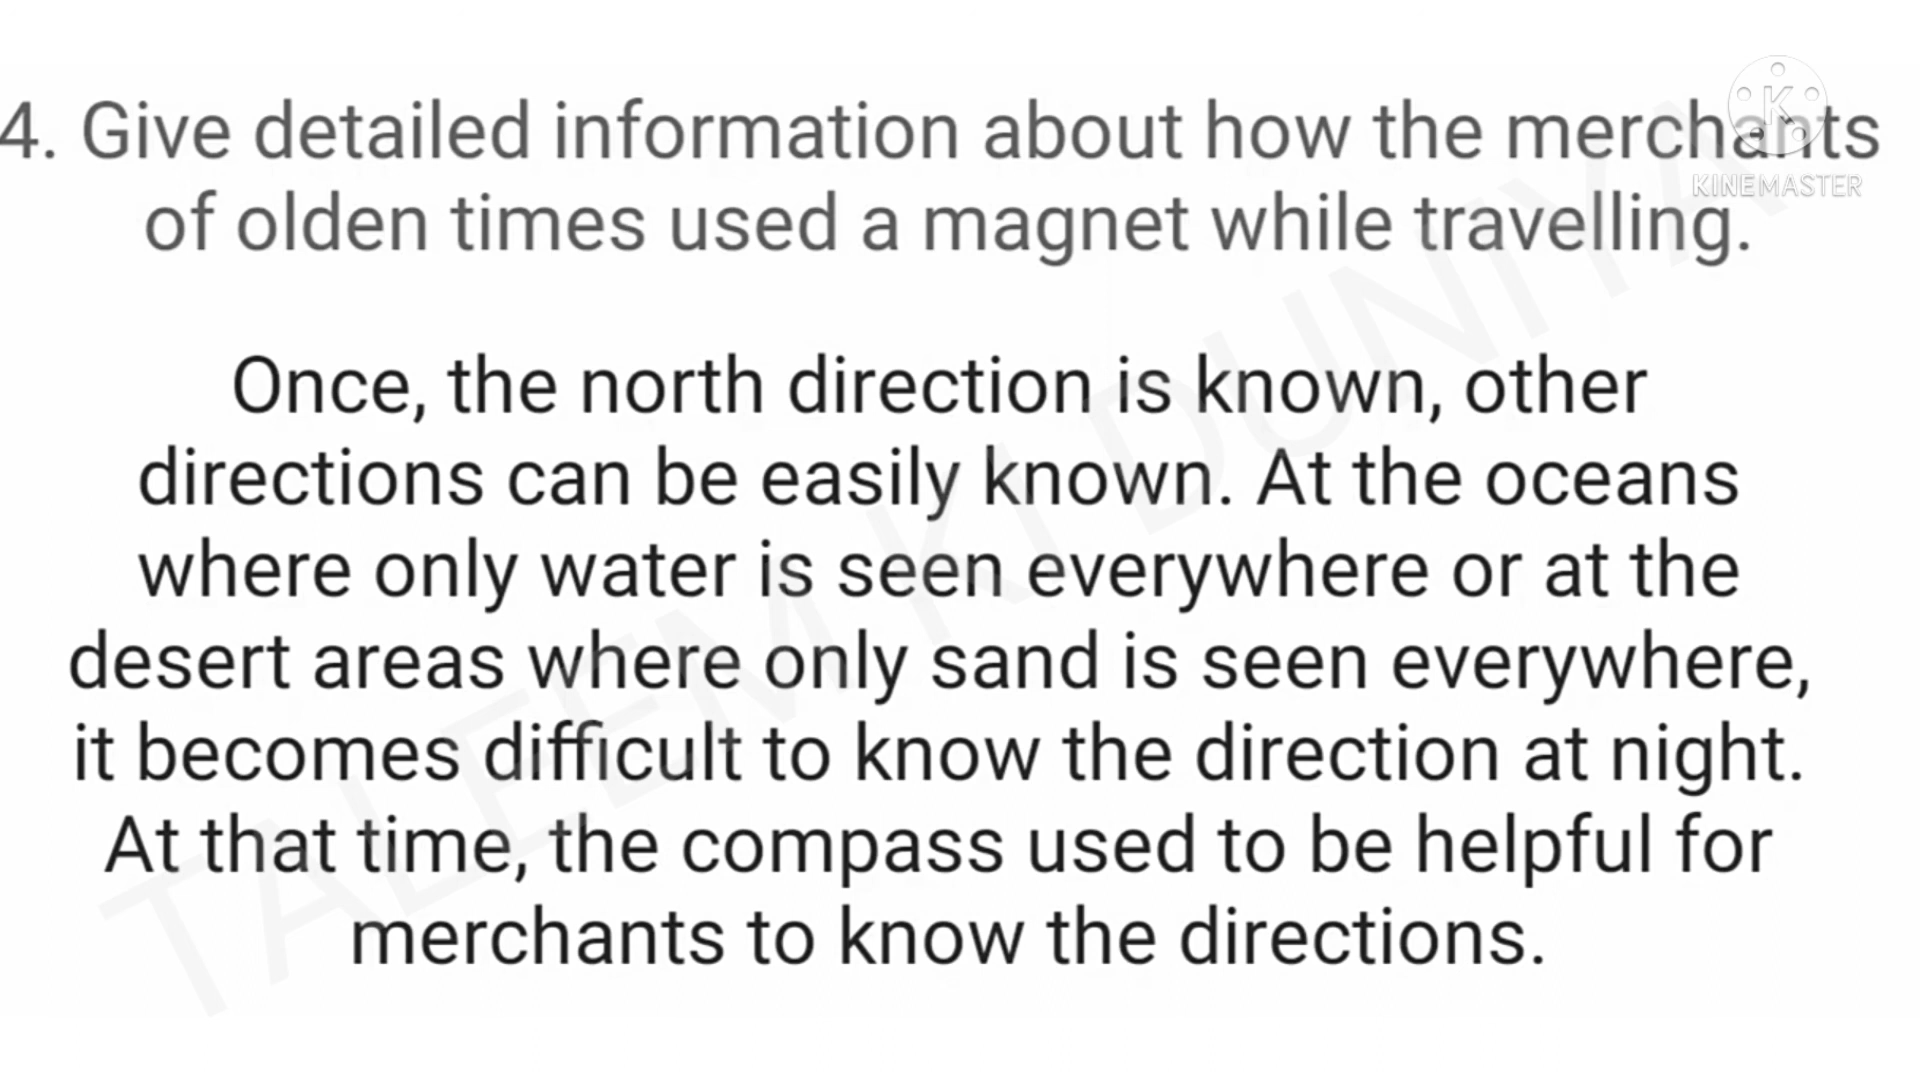 4. Give detailed information about how the merchants
of olden times used a magnet while travelling.
Once, the north direction is known, other
directions can be easily known. At the oceans
where only water is seen everywhere or at the
desert areas where only sand is seen everywhere,
it becomes difficult to know the direction at night.
At that time, the compass used to be helpful for
merchants to know the directions.
K
KINEMASTER
TALEEM KI DUNIYA